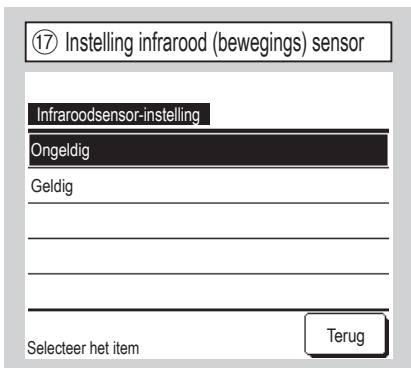 ⑰ Instelling infrarood (bewegings) sensor
Infraroodsensor-instelling
Ongeldig
Geldig
Selecteer het item
Terug